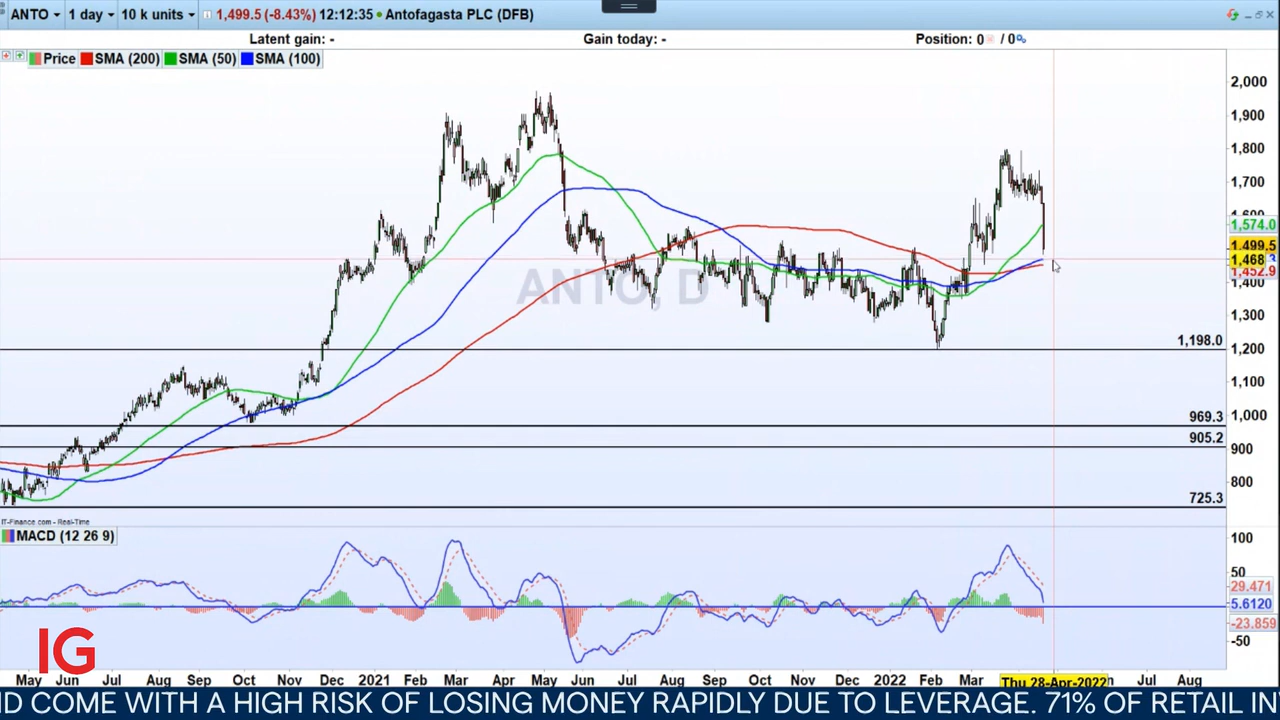 ANTO 1 day 10 k units 1,499.5 (-8.43%) 12:12:35 Antofagasta PLC (DFB)
Latent gain: - Gain today: - Position: 0 / 0
Price SMA (200) SMA (50) SMA (100)
2,000
1,900
1,800
1,700
1,600
1,574.0
1,499.5
1,468
1,452.9
1,400
1,300
ANTO, D
1,198.0
1,200
1,100
969.3
1,000
905.2
900
800
725.3
IT-Finance.com - Real-Time
MACD (12 26 9)
100
50
29.471
5.6120
-23.859
-50
IG
May Jun Jul Aug Sep Oct Nov Dec 2021 Feb Mar Apr May Jun Jul Aug Sep Oct Nov Dec 2022 Feb Mar Thu 28-Apr-2022 Jul Aug
ND COME WITH A HIGH RISK OF LOSING MONEY RAPIDLY DUE TO LEVERAGE. 71% OF RETAIL IN